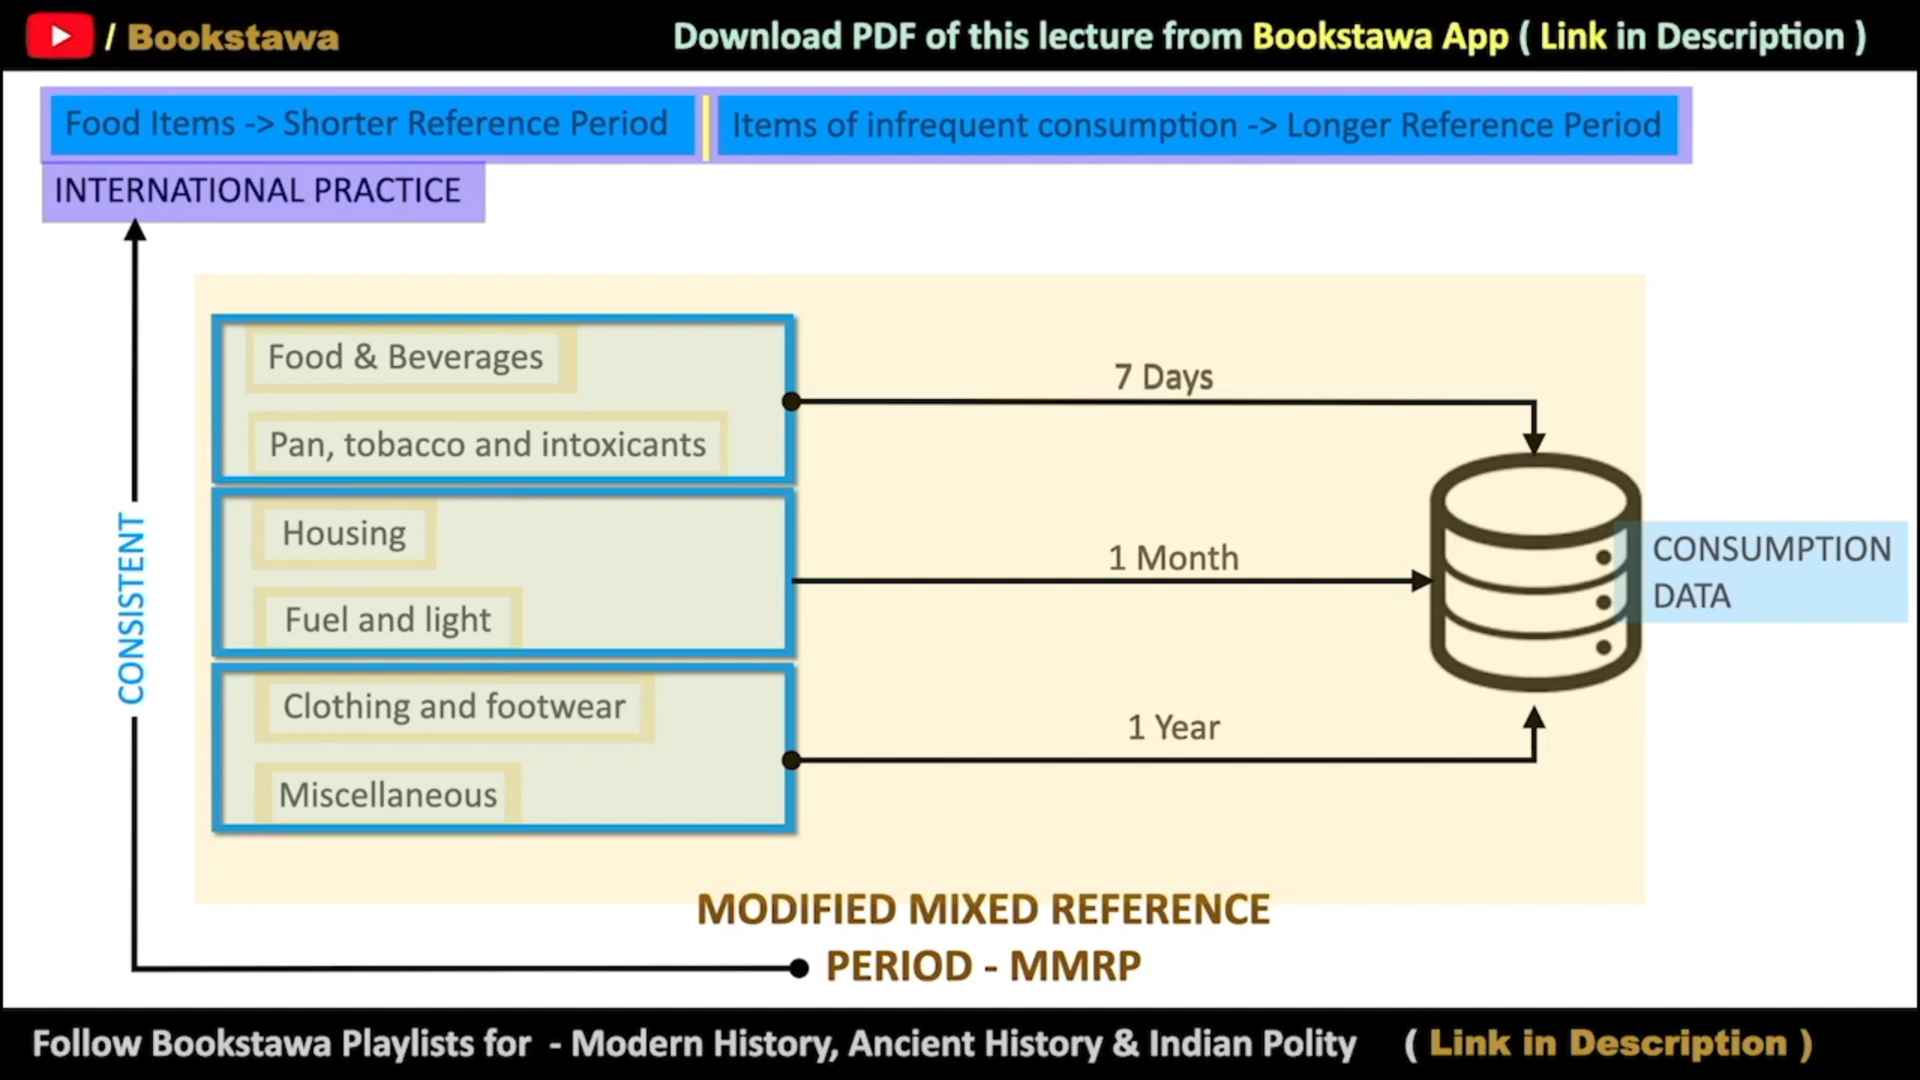 / Bookstawa
Download PDF of this lecture from Bookstawa App ( Link in Description )
Food Items -> Shorter Reference Period
Items of infrequent consumption -> Longer Reference Period
INTERNATIONAL PRACTICE
CONSISTENT
Food & Beverages
Pan, tobacco and intoxicants
7 Days
Housing
Fuel and light
1 Month
Clothing and footwear
Miscellaneous
1 Year
CONSUMPTION
DATA
MODIFIED MIXED REFERENCE
PERIOD - MMRP
Follow Bookstawa Playlists for - Modern History, Ancient History & Indian Polity ( Link in Description )